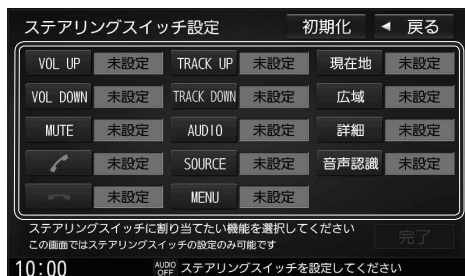 ステアリングスイッチ設定 初期化 ◀ 戻る
VOL UP 未設定 TRACK UP 未設定 現在地 未設定
VOL DOWN 未設定 TRACK DOWN 未設定 広域 未設定
MUTE 未設定 AUDIO 未設定 詳細 未設定
未設定 SOURCE 未設定 音声認識 未設定
未設定 MENU 未設定
ステアリングスイッチに割り当てたい機能を選択してください
この画面ではステアリングスイッチの設定のみ可能です 完了
10:00 AUDIO OFF ステアリングスイッチを設定してください